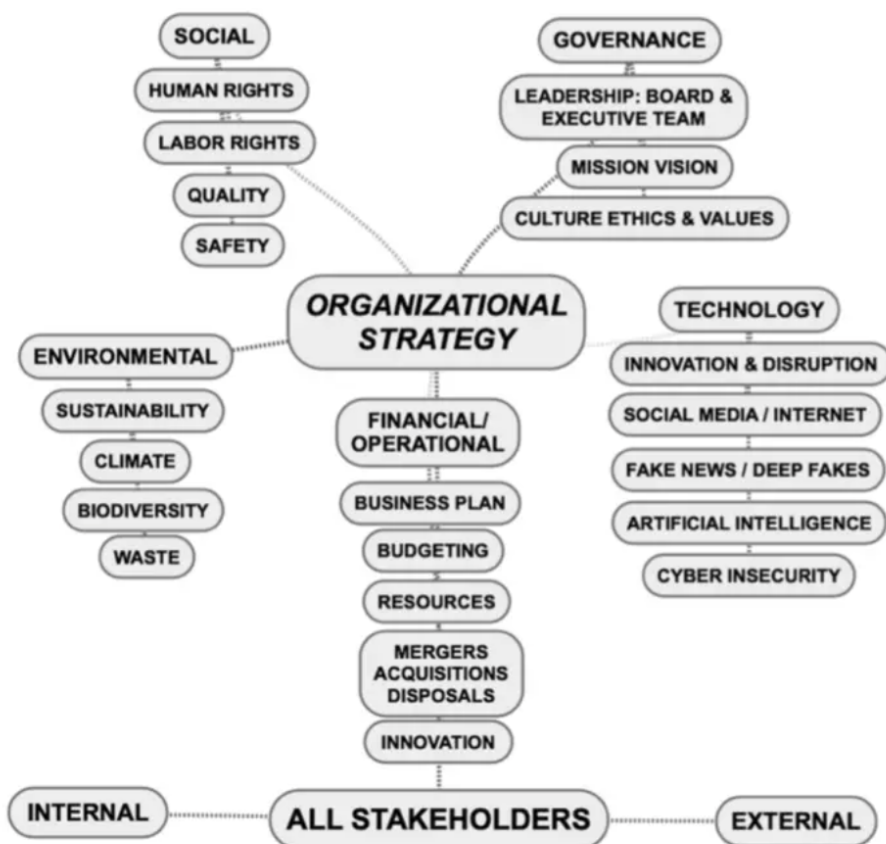 SOCIAL
HUMAN RIGHTS
LABOR RIGHTS
QUALITY
SAFETY
GOVERNANCE
LEADERSHIP: BOARD &
EXECUTIVE TEAM
MISSION VISION
CULTURE ETHICS & VALUES
ORGANIZATIONAL
STRATEGY
ENVIRONMENTAL
SUSTAINABILITY
CLIMATE
BIODIVERSITY
WASTE
FINANCIAL/
OPERATIONAL
BUSINESS PLAN
BUDGETING
RESOURCES
MERGERS
ACQUISITIONS
DISPOSALS
INNOVATION
TECHNOLOGY
INNOVATION & DISRUPTION
SOCIAL MEDIA / INTERNET
FAKE NEWS / DEEP FAKES
ARTIFICIAL INTELLIGENCE
CYBER INSECURITY
INTERNAL
ALL STAKEHOLDERS
EXTERNAL